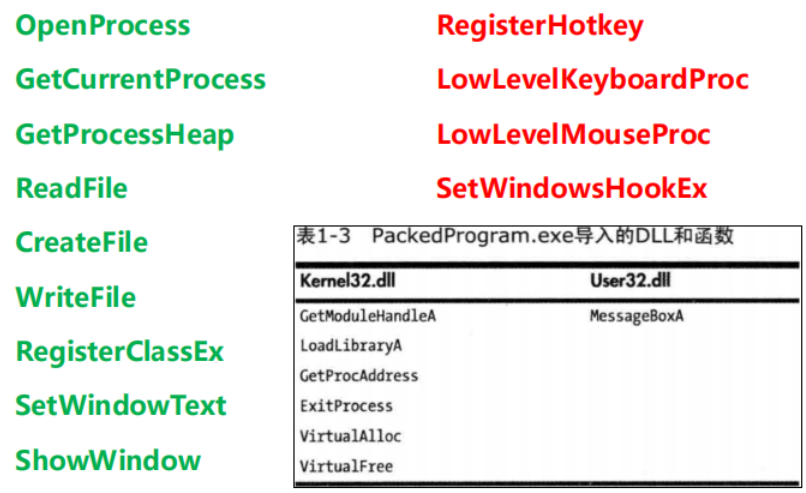 OpenProcess
GetCurrentProcess
GetProcessHeap
ReadFile
CreateFile
WriteFile
RegisterClassEx
SetWindowText
ShowWindow
RegisterHotkey
LowLevelKeyboardProc
LowLevelMouseProc
SetWindowsHookEx
表1-3 PackedProgram.exe导入的DLL和函数
Kernel32.dll User32.dll
GetModuleHandleA MessageBoxA
LoadLibraryA
GetProcAddress
ExitProcess
VirtualAlloc
VirtualFree